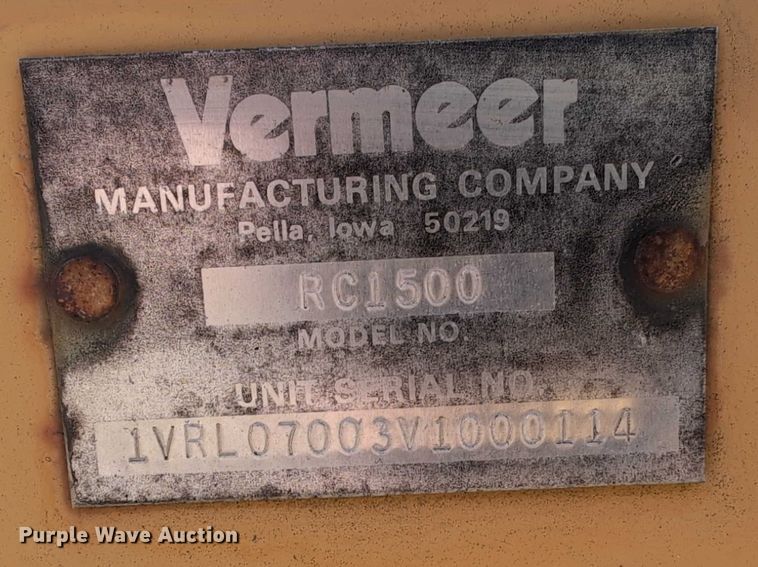 Vermeer
MANUFACTURING COMPANY
Pella, Iowa 50219
RC1500
MODEL NO.
UNIT SERIAL NO.
1VRL07003V1000114
Purple Wave Auction